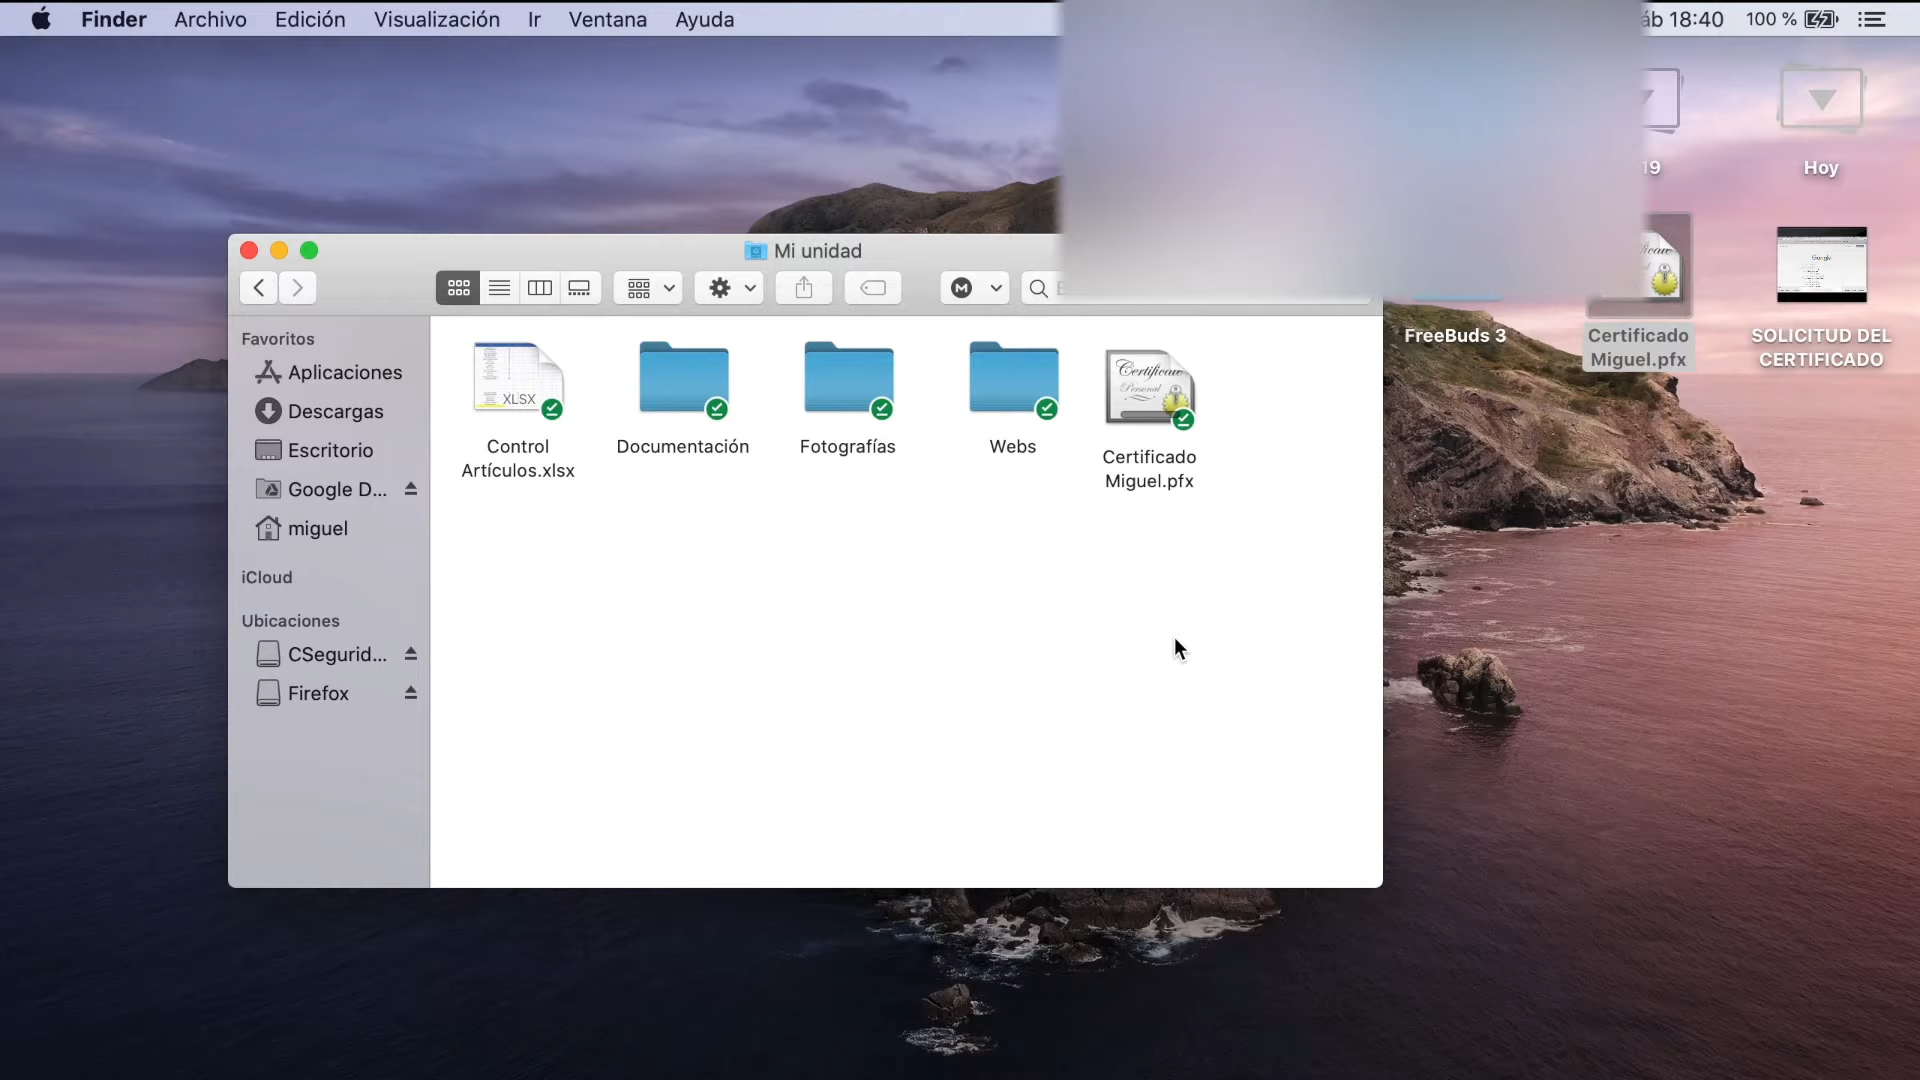 Finder Archivo Edición Visualización Ir Ventana Ayuda
18:40 100 %
Mi unidad
Favoritos
Aplicaciones
Descargas
Escritorio
Google D...
miguel
iCloud
Ubicaciones
CSegurid...
Firefox
XLSX
Control
Artículos.xlsx
Documentación
Fotografías
Webs
Certificado
Miguel.pfx
19
Hoy
FreeBuds 3
Certificado
Miguel.pfx
Google
SOLICITUD DEL
CERTIFICADO